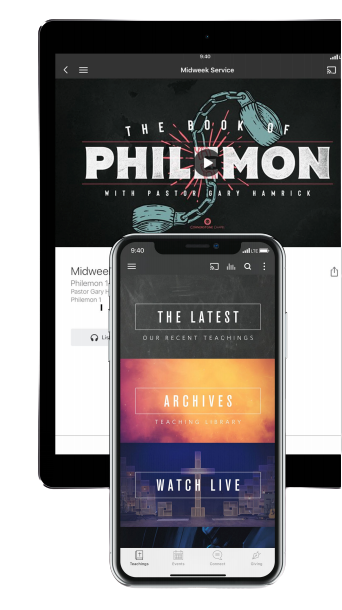 9:40
Midweek Service
THE BOOK OF
PHILEMON
WITH PASTOR GARY HAMRICK
Philemon 1
Pastor Gary H
Philemon 1
9:40
LTE
THE LATEST
OUR RECENT TEACHINGS
ARCHIVES
TEACHING LIBRARY
WATCH LIVE
Teachings
Events
Connect
Giving